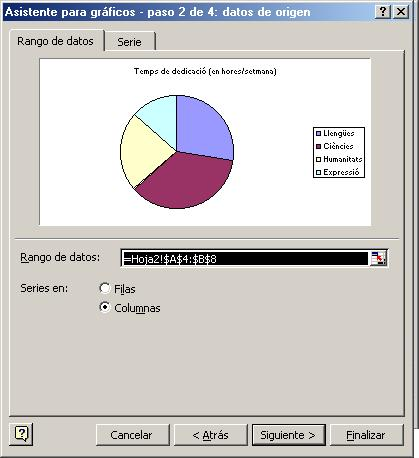 Asistente para gráficos - paso 2 de 4: datos de origen
Rango de datos
Serie
Temps de dedicació (en hores/setmana)
Llengües
Ciències
Humanitats
Expressió
Rango de datos:
=Hoja2!$A$4:$B$8
Series en:
Filas
Columnas
Cancelar
< Atrás
Siguiente >
Finalizar